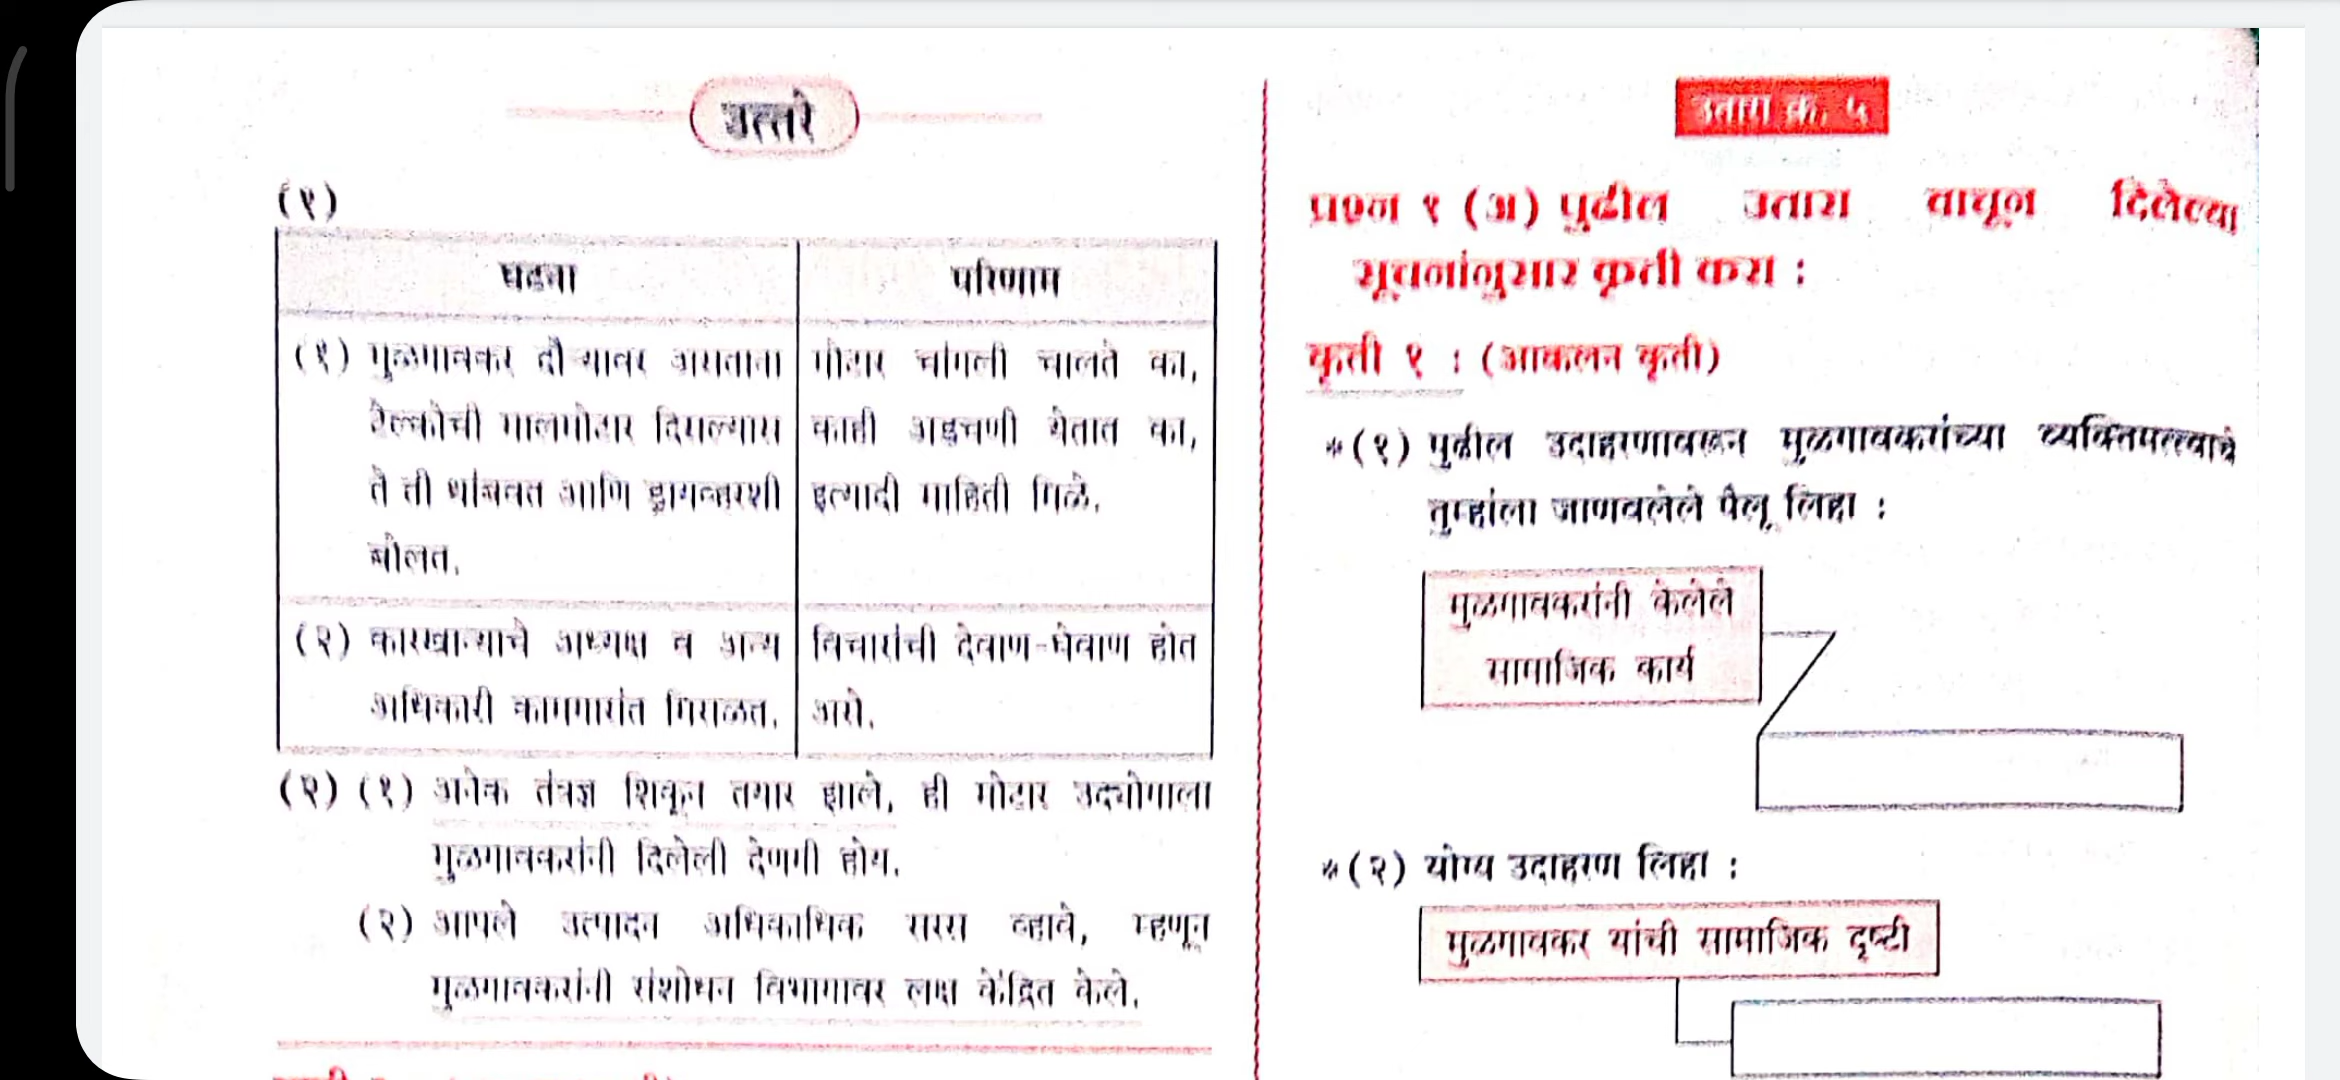 उत्तरे
(१)
घटना
परिणाम
(१) मुळगावकर दौऱ्यावर असताना
टेल्कोची मालमोटार दिसल्यास
ते ती थांबवत आणि ड्रायव्हरशी
बोलत.
मोटार चांगली चालते का,
काही अडचणी येतात का,
इत्यादी माहिती मिळे.
(२) कारखान्याचे अध्यक्ष व अन्य
अधिकारी कामगारांत मिसळत.
विचारांची देवाण-घेवाण होत
असे.
(२) (१) अनेक तंत्रज्ञ शिकून तयार झाले, ही मोटार उद्योगाला
मुळगावकरांनी दिलेली देणगी होय.
(२) आपले उत्पादन अधिकाधिक सरस व्हावे, म्हणून
मुळगावकरांनी संशोधन विभागावर लक्ष केंद्रित केले.
उतारा क्र. ५
प्रश्न १ (अ) पुढील उतारा वाचून दिलेल्या
सूचनांनुसार कृती करा :
कृती १ : (आकलन कृती)
*(१) पुढील उदाहरणावरून मुळगावकरांच्या व्यक्तिमत्त्वाचे
तुम्हांला जाणवलेले पैलू लिहा :
मुळगावकरांनी केलेले
सामाजिक कार्य
*(२) योग्य उदाहरण लिहा :
मुळगावकर यांची सामाजिक दृष्टी